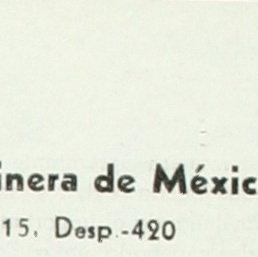 inera de Méxic
15. Desp.-420